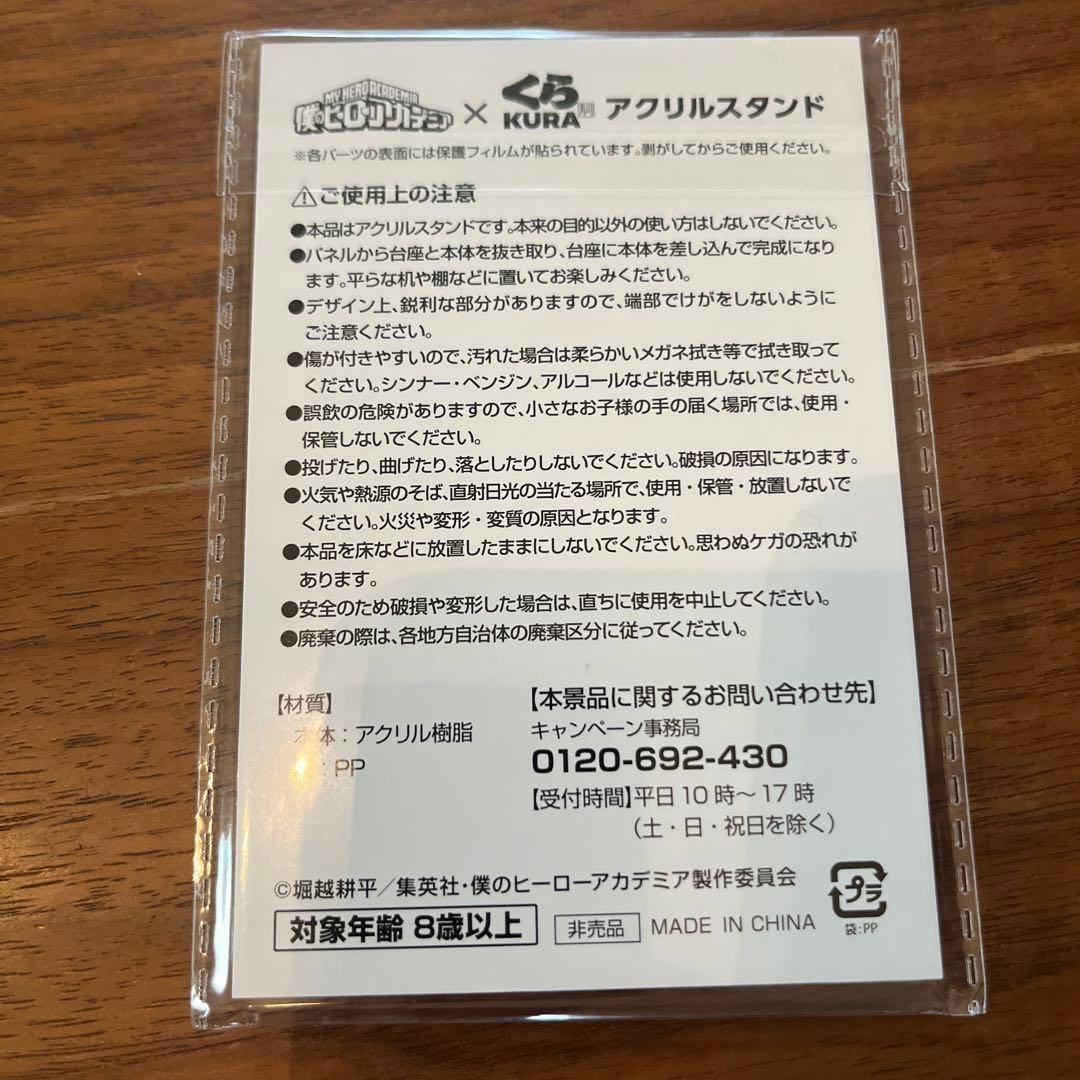 MY HERO ACADEMIA
僕のヒーローアカデミア × くら KURA アクリルスタンド
※各パーツの表面には保護フィルムが貼られています。剥がしてからご使用ください。
⚠ご使用上の注意
●本品はアクリルスタンドです。本来の目的以外の使い方はしないでください。
●パネルから台座と本体を抜き取り、台座に本体を差し込んで完成になり
ます。平らな机や棚などに置いてお楽しみください。
●デザイン上、鋭利な部分がありますので、端部でけがをしないように
ご注意ください。
●傷が付きやすいので、汚れた場合は柔らかいメガネ拭き等で拭き取って
ください。シンナー・ベンジン、アルコールなどは使用しないでください。
●誤飲の危険がありますので、小さなお子様の手の届く場所では、使用・
保管しないでください。
●投げたり、曲げたり、落としたりしないでください。破損の原因になります。
●火気や熱源のそば、直射日光の当たる場所で、使用・保管・放置しないで
ください。火災や変形・変質の原因となります。
●本品を床などに放置したままにしないでください。思わぬケガの恐れが
あります。
●安全のため破損や変形した場合は、直ちに使用を中止してください。
●廃棄の際は、各地方自治体の廃棄区分に従ってください。
【材質】
本体：アクリル樹脂
：PP
【本景品に関するお問い合わせ先】
キャンペーン事務局
0120-692-430
【受付時間】平日10時～17時
（土・日・祝日を除く）
©堀越耕平／集英社・僕のヒーローアカデミア製作委員会
対象年齢 8歳以上
非売品
MADE IN CHINA
プラ
袋:PP